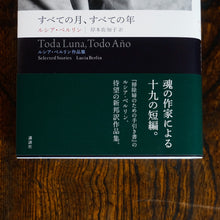 すべての月、すべての年
ルシア・ベルリン 岸本佐知子 訳
Toda Luna, Todo Año
ルシア・ベルリン作品集
Selected Stories Lucia Berlin
講談社
魂の作家による
十九の短編。
『掃除婦のための手引き書』の
ルシア・ベルリン、
待望の新邦訳作品集。